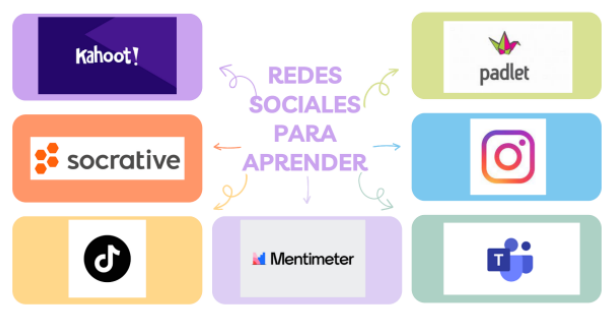 Kahoot!
padlet
REDES
SOCIALES
PARA
APRENDER
socrative
Mentimeter
T